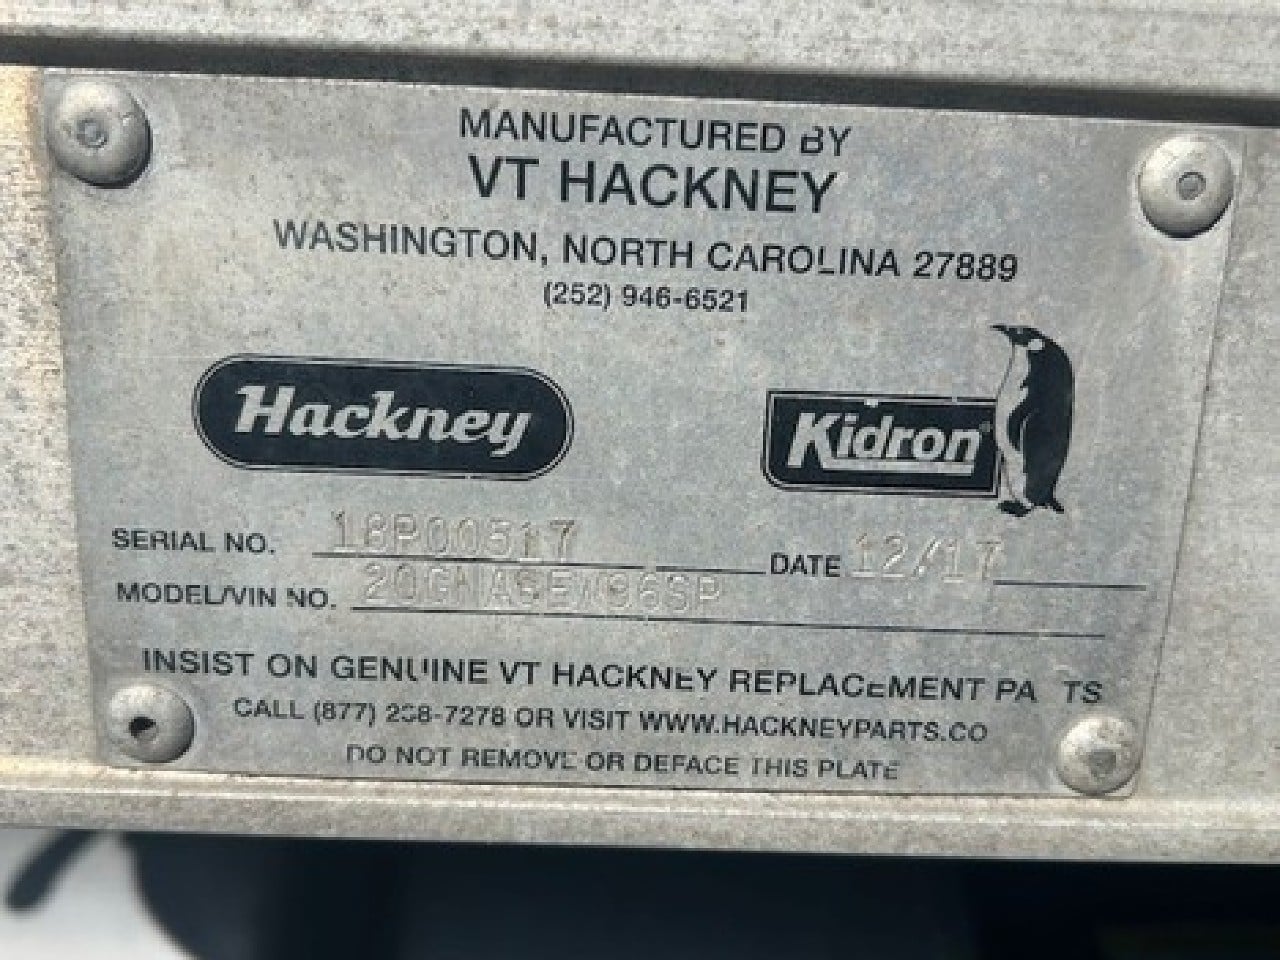 MANUFACTURED BY
VT HACKNEY
WASHINGTON, NORTH CAROLINA 27889
(252) 946-6521
Hackney
Kidron®
SERIAL NO. 18P00517 DATE 12/17
MODEL/VIN NO.
INSIST ON GENUINE VT HACKNEY REPLACEMENT PA TS
CALL (877) 268-7278 OR VISIT WWW.HACKNEYPARTS.CO
DO NOT REMOVE OR DEFACE THIS PLATE